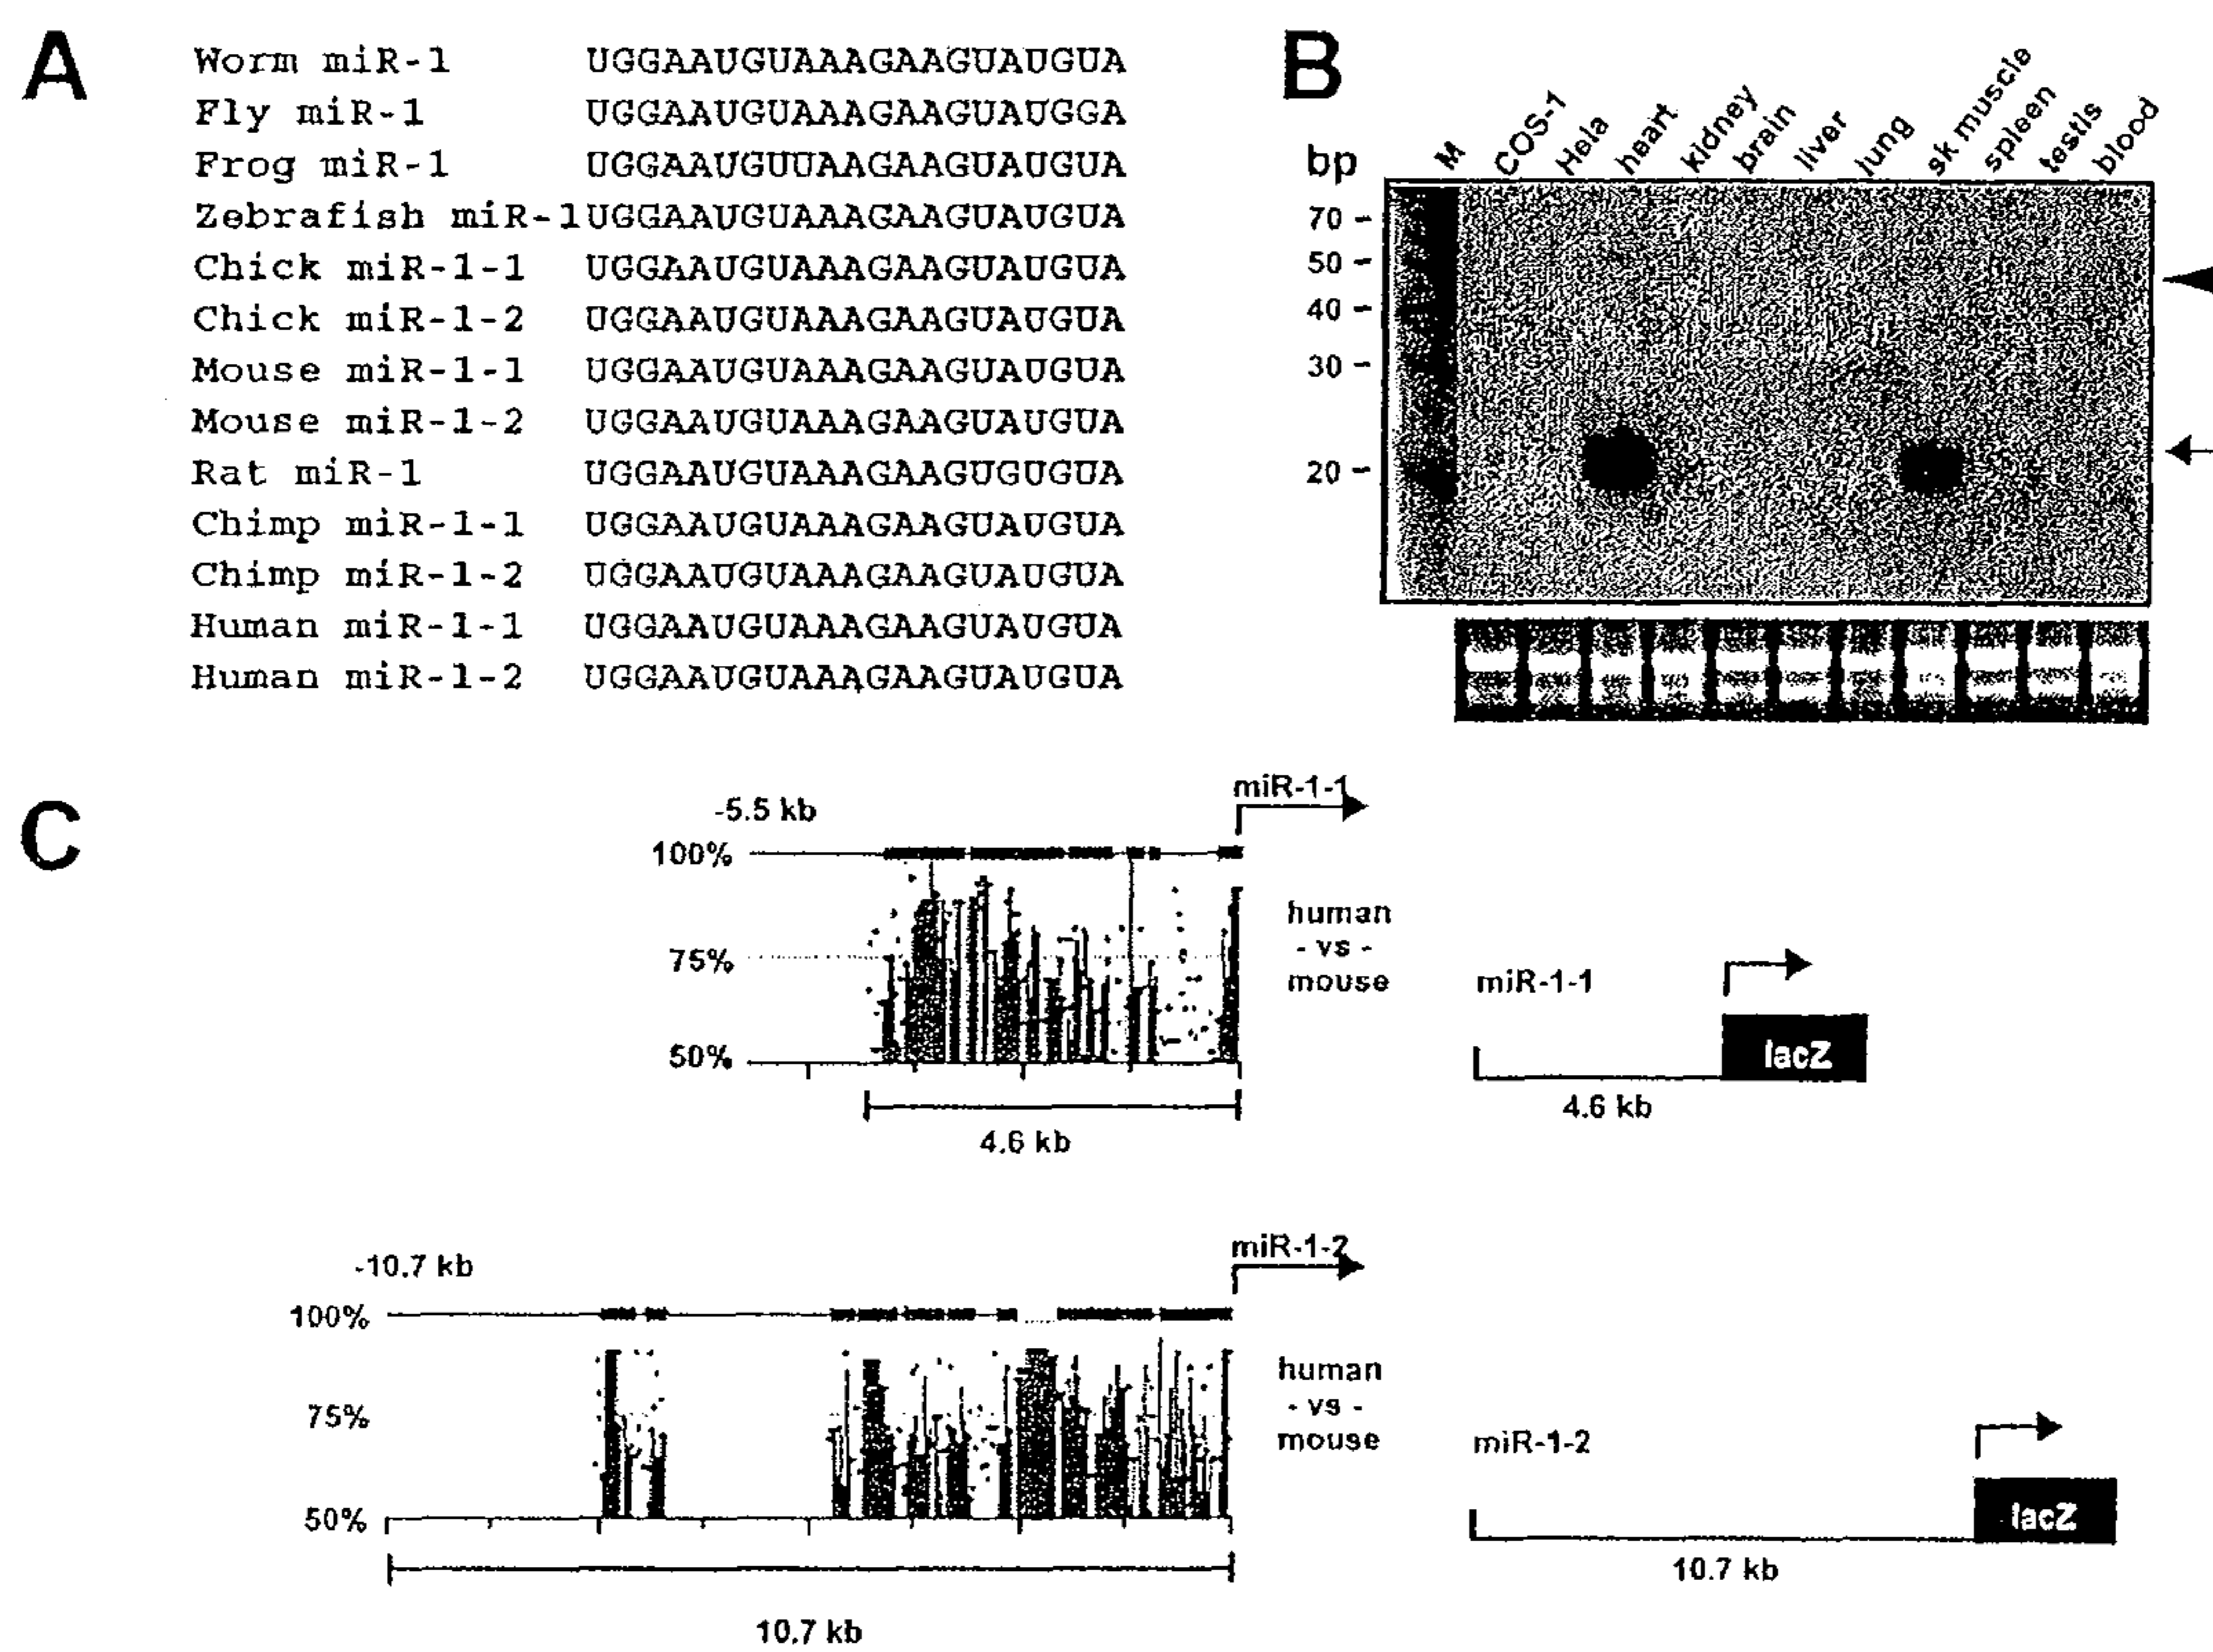 A
Worm miR-1 UGGAAUGUAAAGAAGUAUGUA
Fly miR-1 UGGAAUGUAAAGAAGUAUGGA
Frog miR-1 UGGAAUGUUAAGAAGUAUGUA
Zebrafish miR-1UGGAAUGUAAAGAAGUAUGUA
Chick miR-1-1 UGGAAUGUAAAGAAGUAUGUA
Chick miR-1-2 UGGAAUGUAAAGAAGUAUGUA
Mouse miR-1-1 UGGAAUGUAAAGAAGUAUGUA
Mouse miR-1-2 UGGAAUGUAAAGAAGUAUGUA
Rat miR-1 UGGAAUGUAAAGAAGUGUGUA
Chimp miR-1-1 UGGAAUGUAAAGAAGUAUGUA
Chimp miR-1-2 UGGAAUGUAAAGAAGUAUGUA
Human miR-1-1 UGGAAUGUAAAGAAGUAUGUA
Human miR-1-2 UGGAAUGUAAAGAAGUAUGUA
B
bp M COS-1 Hela heart kidney brain liver lung sk muscle spleen testis blood
70 -
50 -
40 -
30 -
20 -
C
-5.5 kb
miR-1-1
100%
75%
50%
human
- vs -
mouse
4.6 kb
miR-1-1
lacZ
4.6 kb
-10.7 kb
miR-1-2
100%
75%
50%
human
- vs -
mouse
10.7 kb
miR-1-2
lacZ
10.7 kb